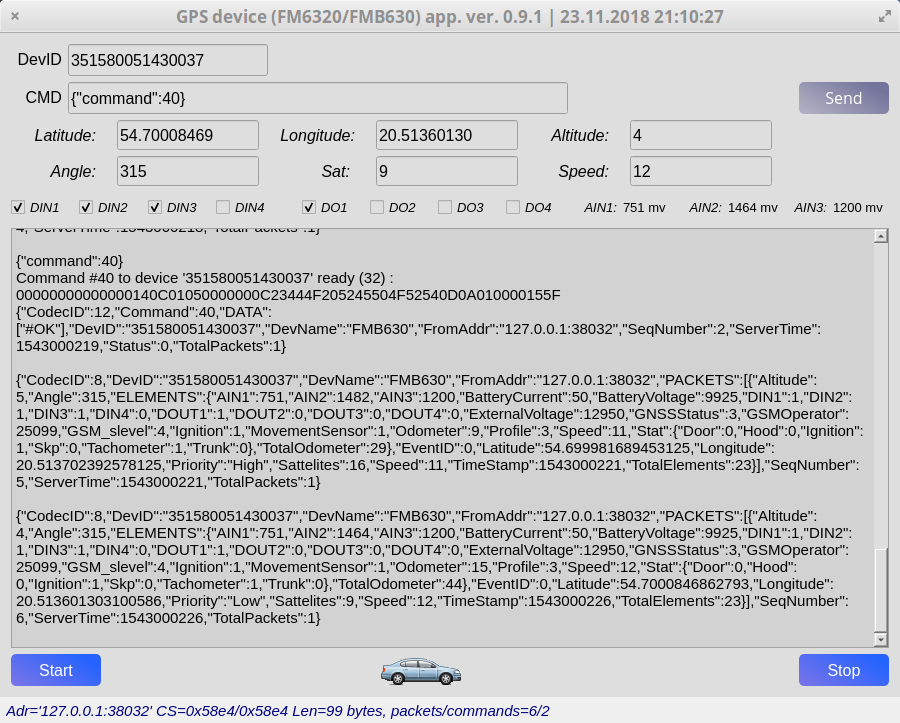 GPS device (FM6320/FMB630) app. ver. 0.9.1 | 23.11.2018 21:10:27
DevID 351580051430037
CMD {"command":40} Send
Latitude: 54.70008469 Longitude: 20.51360130 Altitude: 4
Angle: 315 Sat: 9 Speed: 12
DIN1 DIN2 DIN3 DIN4 DO1 DO2 DO3 DO4 AIN1: 751 mv AIN2: 1464 mv AIN3: 1200 mv
4,"ServerTime":1543000218,"TotalPackets":1}
{"command":40}
Command #40 to device '351580051430037' ready (32) :
00000000000000140C01050000000C23444F205245504F52540D0A010000155F
{"CodecID":12,"Command":40,"DATA":
["#OK"],"DevID":"351580051430037","DevName":"FMB630","FromAddr":"127.0.0.1:38032","SeqNumber":2,"ServerTime":
1543000219,"Status":0,"TotalPackets":1}
{"CodecID":8,"DevID":"351580051430037","DevName":"FMB630","FromAddr":"127.0.0.1:38032","PACKETS":[{"Altitude":
5,"Angle":315,"ELEMENTS":{"AIN1":751,"AIN2":1482,"AIN3":1200,"BatteryCurrent":50,"BatteryVoltage":9925,"DIN1":1,"DIN2":
1,"DIN3":1,"DIN4":0,"DOUT1":1,"DOUT2":0,"DOUT3":0,"DOUT4":0,"ExternalVoltage":12950,"GNSSStatus":3,"GSMOperator":
25099,"GSM_slevel":4,"Ignition":1,"MovementSensor":1,"Odometer":9,"Profile":3,"Speed":11,"Stat":{"Door":0,"Hood":0,"Ignition":
1,"Skp":0,"Tachometer":1,"Trunk":0},"TotalOdometer":29},"EventID":0,"Latitude":54.699981689453125,"Longitude":
20.513702392578125,"Priority":"High","Sattelites":16,"Speed":11,"TimeStamp":1543000221,"TotalElements":23}],"SeqNumber":
5,"ServerTime":1543000221,"TotalPackets":1}
{"CodecID":8,"DevID":"351580051430037","DevName":"FMB630","FromAddr":"127.0.0.1:38032","PACKETS":[{"Altitude":
4,"Angle":315,"ELEMENTS":{"AIN1":751,"AIN2":1464,"AIN3":1200,"BatteryCurrent":50,"BatteryVoltage":9925,"DIN1":1,"DIN2":
1,"DIN3":1,"DIN4":0,"DOUT1":1,"DOUT2":0,"DOUT3":0,"DOUT4":0,"ExternalVoltage":12950,"GNSSStatus":3,"GSMOperator":
25099,"GSM_slevel":4,"Ignition":1,"MovementSensor":1,"Odometer":15,"Profile":3,"Speed":12,"Stat":{"Door":0,"Hood":
0,"Ignition":1,"Skp":0,"Tachometer":1,"Trunk":0},"TotalOdometer":44},"EventID":0,"Latitude":54.7000846862793,"Longitude":
20.513601303100586,"Priority":"Low","Sattelites":9,"Speed":12,"TimeStamp":1543000226,"TotalElements":23}],"SeqNumber":
6,"ServerTime":1543000226,"TotalPackets":1}
Start Stop
Adr='127.0.0.1:38032' CS=0x58e4/0x58e4 Len=99 bytes, packets/commands=6/2